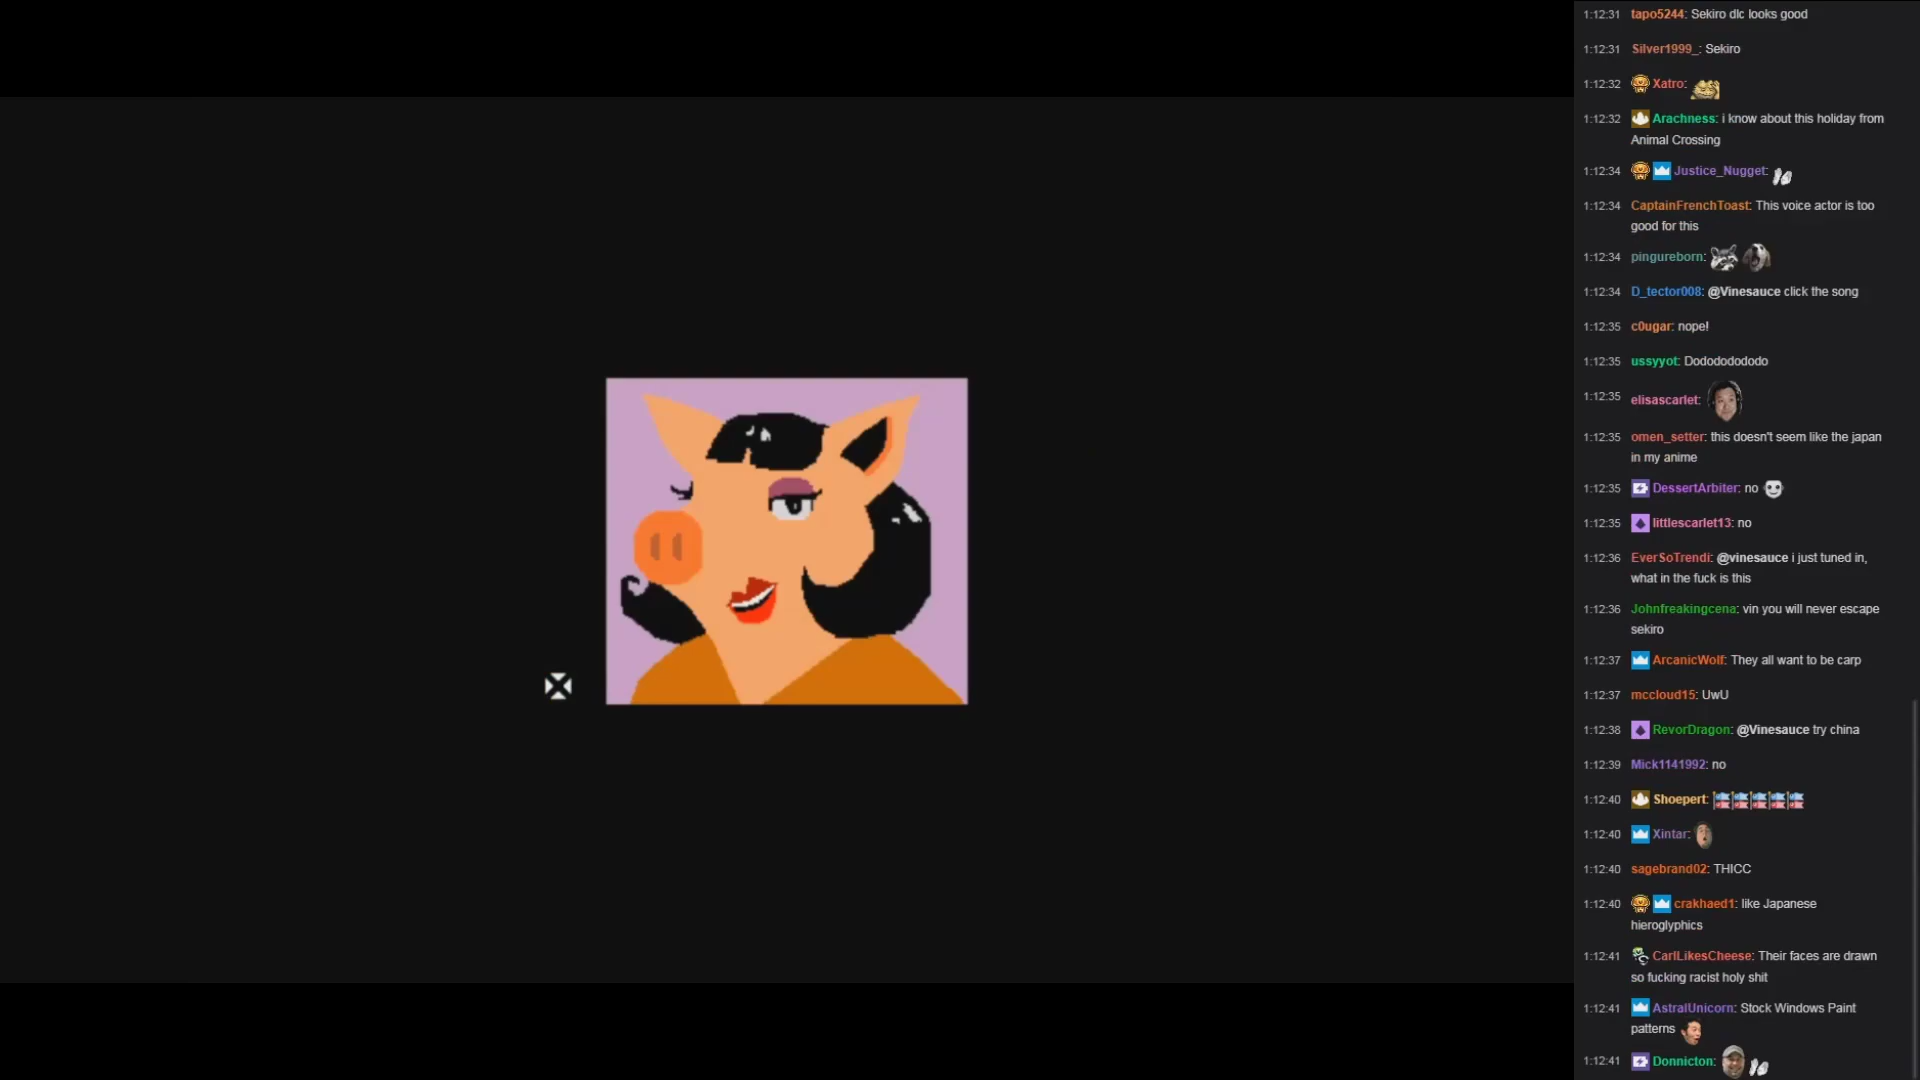 1:12:31 tapo5244: Sekiro dlc looks good
1:12:31 Silver1999_: Sekiro
1:12:32 Xatro:
1:12:32 Arachness: i know about this holiday from
Animal Crossing
1:12:34 Justice_Nugget:
1:12:34 CaptainFrenchToast: This voice actor is too
good for this
1:12:34 pingureborn:
1:12:34 D_tector008: @Vinesauce click the song
1:12:35 c0ugar: nope!
1:12:35 ussyyot: Dodododododo
1:12:35 elisascarlet:
1:12:35 omen_setter: this doesn't seem like the japan
in my anime
1:12:35 DessertArbiter: no
1:12:35 littlescarlet13: no
1:12:36 EverSoTrendi: @vinesauce i just tuned in,
what in the fuck is this
1:12:36 Johnfreakingcena: vin you will never escape
sekiro
1:12:37 ArcanicWolf: They all want to be carp
1:12:37 mccloud15: UwU
1:12:38 RevorDragon: @Vinesauce try china
1:12:39 Mick1141992: no
1:12:40 Shoepert:
1:12:40 Xintar:
1:12:40 sagebrand02: THICC
1:12:40 crakhaed1: like Japanese
hieroglyphics
1:12:41 CarlLikesCheese: Their faces are drawn
so fucking racist holy shit
1:12:41 AstralUnicorn: Stock Windows Paint
patterns
1:12:41 Donnicton: